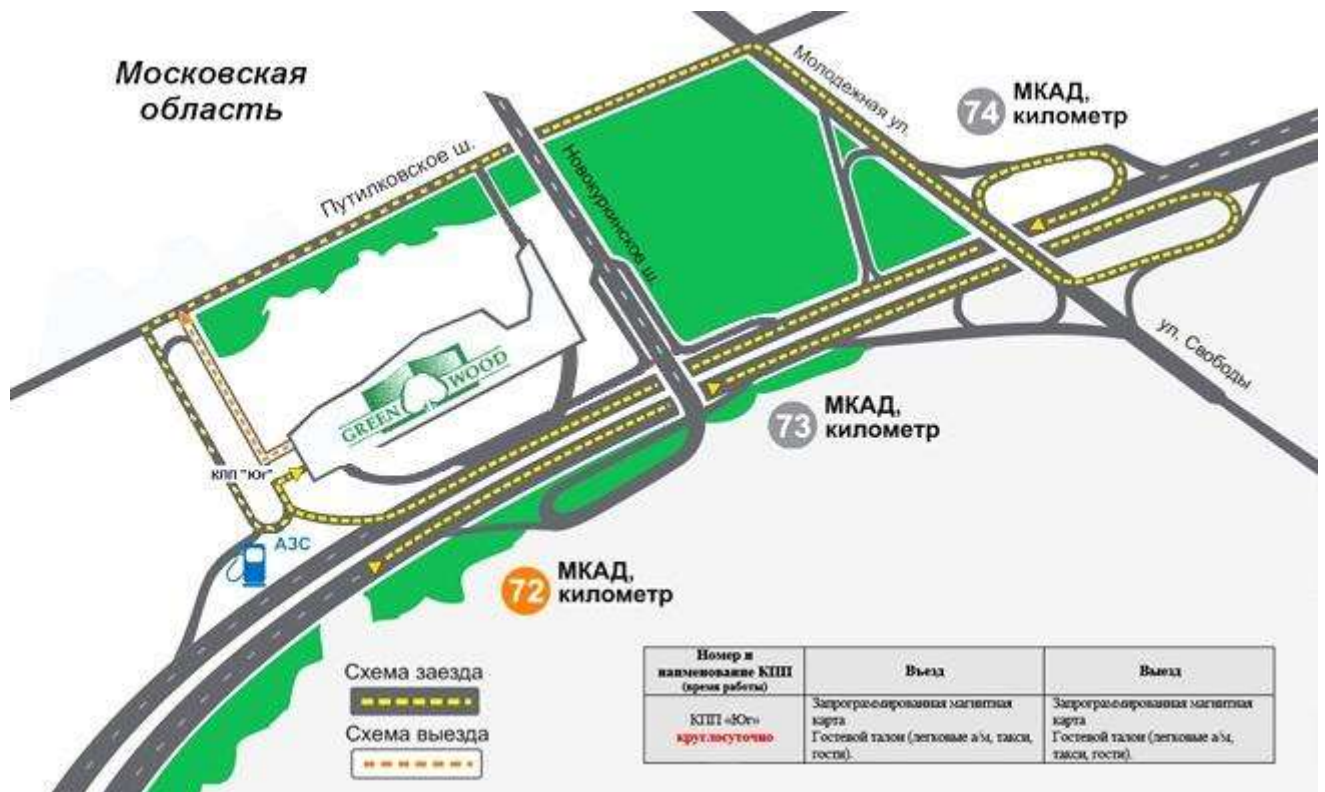 Московская
область
Путилковское ш.
Новокуркинское ш.
Молодежная ул.
74
МКАД,
километр
GREEN WOOD
КПП "Юг"
АЗС
ул. Свободы
73
МКАД,
километр
72
МКАД,
километр
Схема заезда
Схема выезда
Номер и
наименование КПП
(время работы)
Въезд
Выезд
КПП «Юг»
круглосуточно
Запрограммированная магнитная
карта
Гостевой талон (легковые а/м, такси,
гости).
Запрограммированная магнитная
карта
Гостевой талон (легковые а/м,
такси, гости).